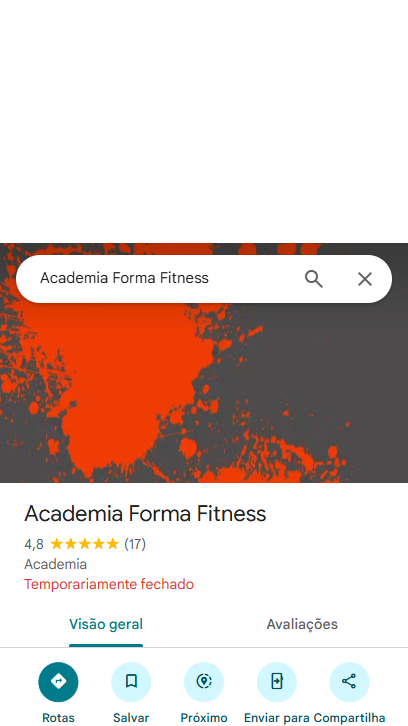 Academia Forma Fitness
Academia Forma Fitness
4,8 ★★★★★ (17)
Academia
Temporariamente fechado
Visão geral Avaliações
Rotas Salvar Próximo Enviar para Compartilha